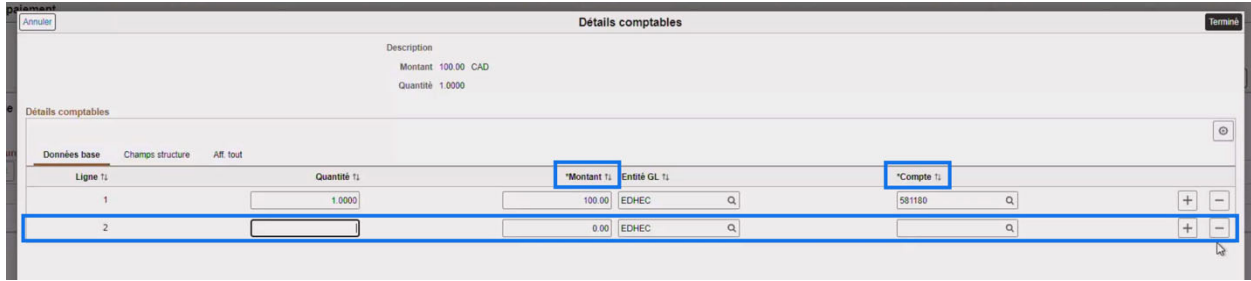 paiement
Annuler
Détails comptables
Terminé
Description
Montant 100.00 CAD
Quantité 1.0000
Détails comptables
Données base Champs structure Aff. tout
Ligne ↑↓ Quantité ↑↓ *Montant ↑↓ Entité GL ↑↓ *Compte ↑↓
1 1.0000 100.00 EDHEC 581180 + −
2 0.00 EDHEC + −